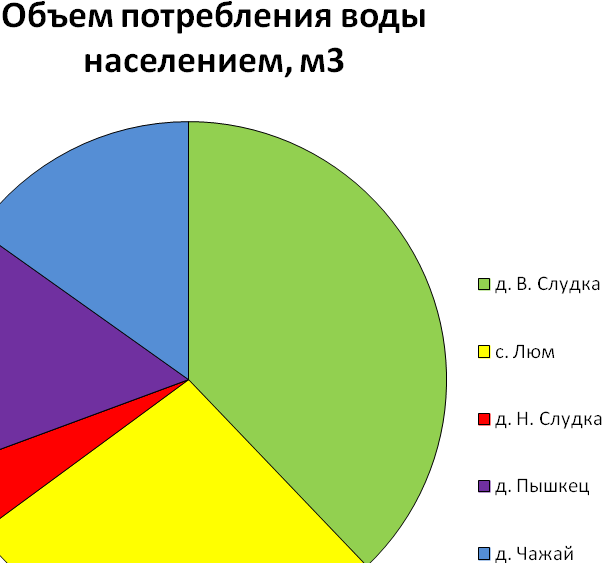 Объем потребления воды
населением, м3
д. В. Слудка
с. Люм
д. Н. Слудка
д. Пышкец
д. Чажай